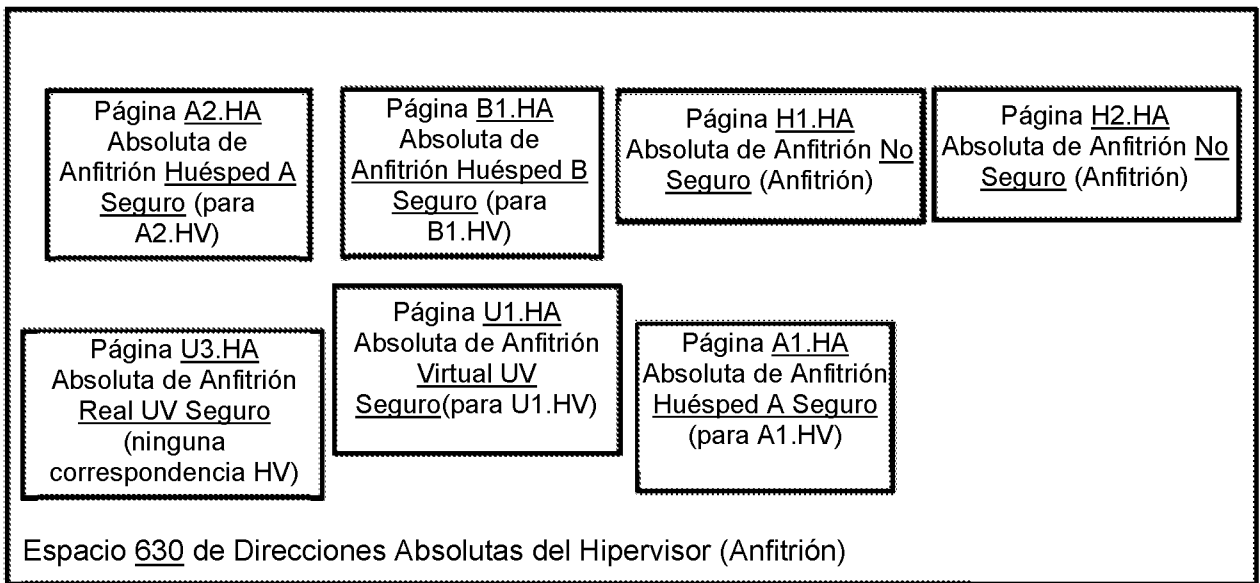 Página A2.HA
Absoluta de
Anfitrión Huésped A
Seguro (para
A2.HV)
Página B1.HA
Absoluta de
Anfitrión Huésped B
Seguro (para
B1.HV)
Página H1.HA
Absoluta de Anfitrión No
Seguro (Anfitrión)
Página H2.HA
Absoluta de Anfitrión No
Seguro (Anfitrión)
Página U3.HA
Absoluta de Anfitrión
Real UV Seguro
(ninguna
correspondencia HV)
Página U1.HA
Absoluta de Anfitrión
Virtual UV
Seguro(para U1.HV)
Página A1.HA
Absoluta de Anfitrión
Huésped A Seguro
(para A1.HV)
Espacio 630 de Direcciones Absolutas del Hipervisor (Anfitrión)